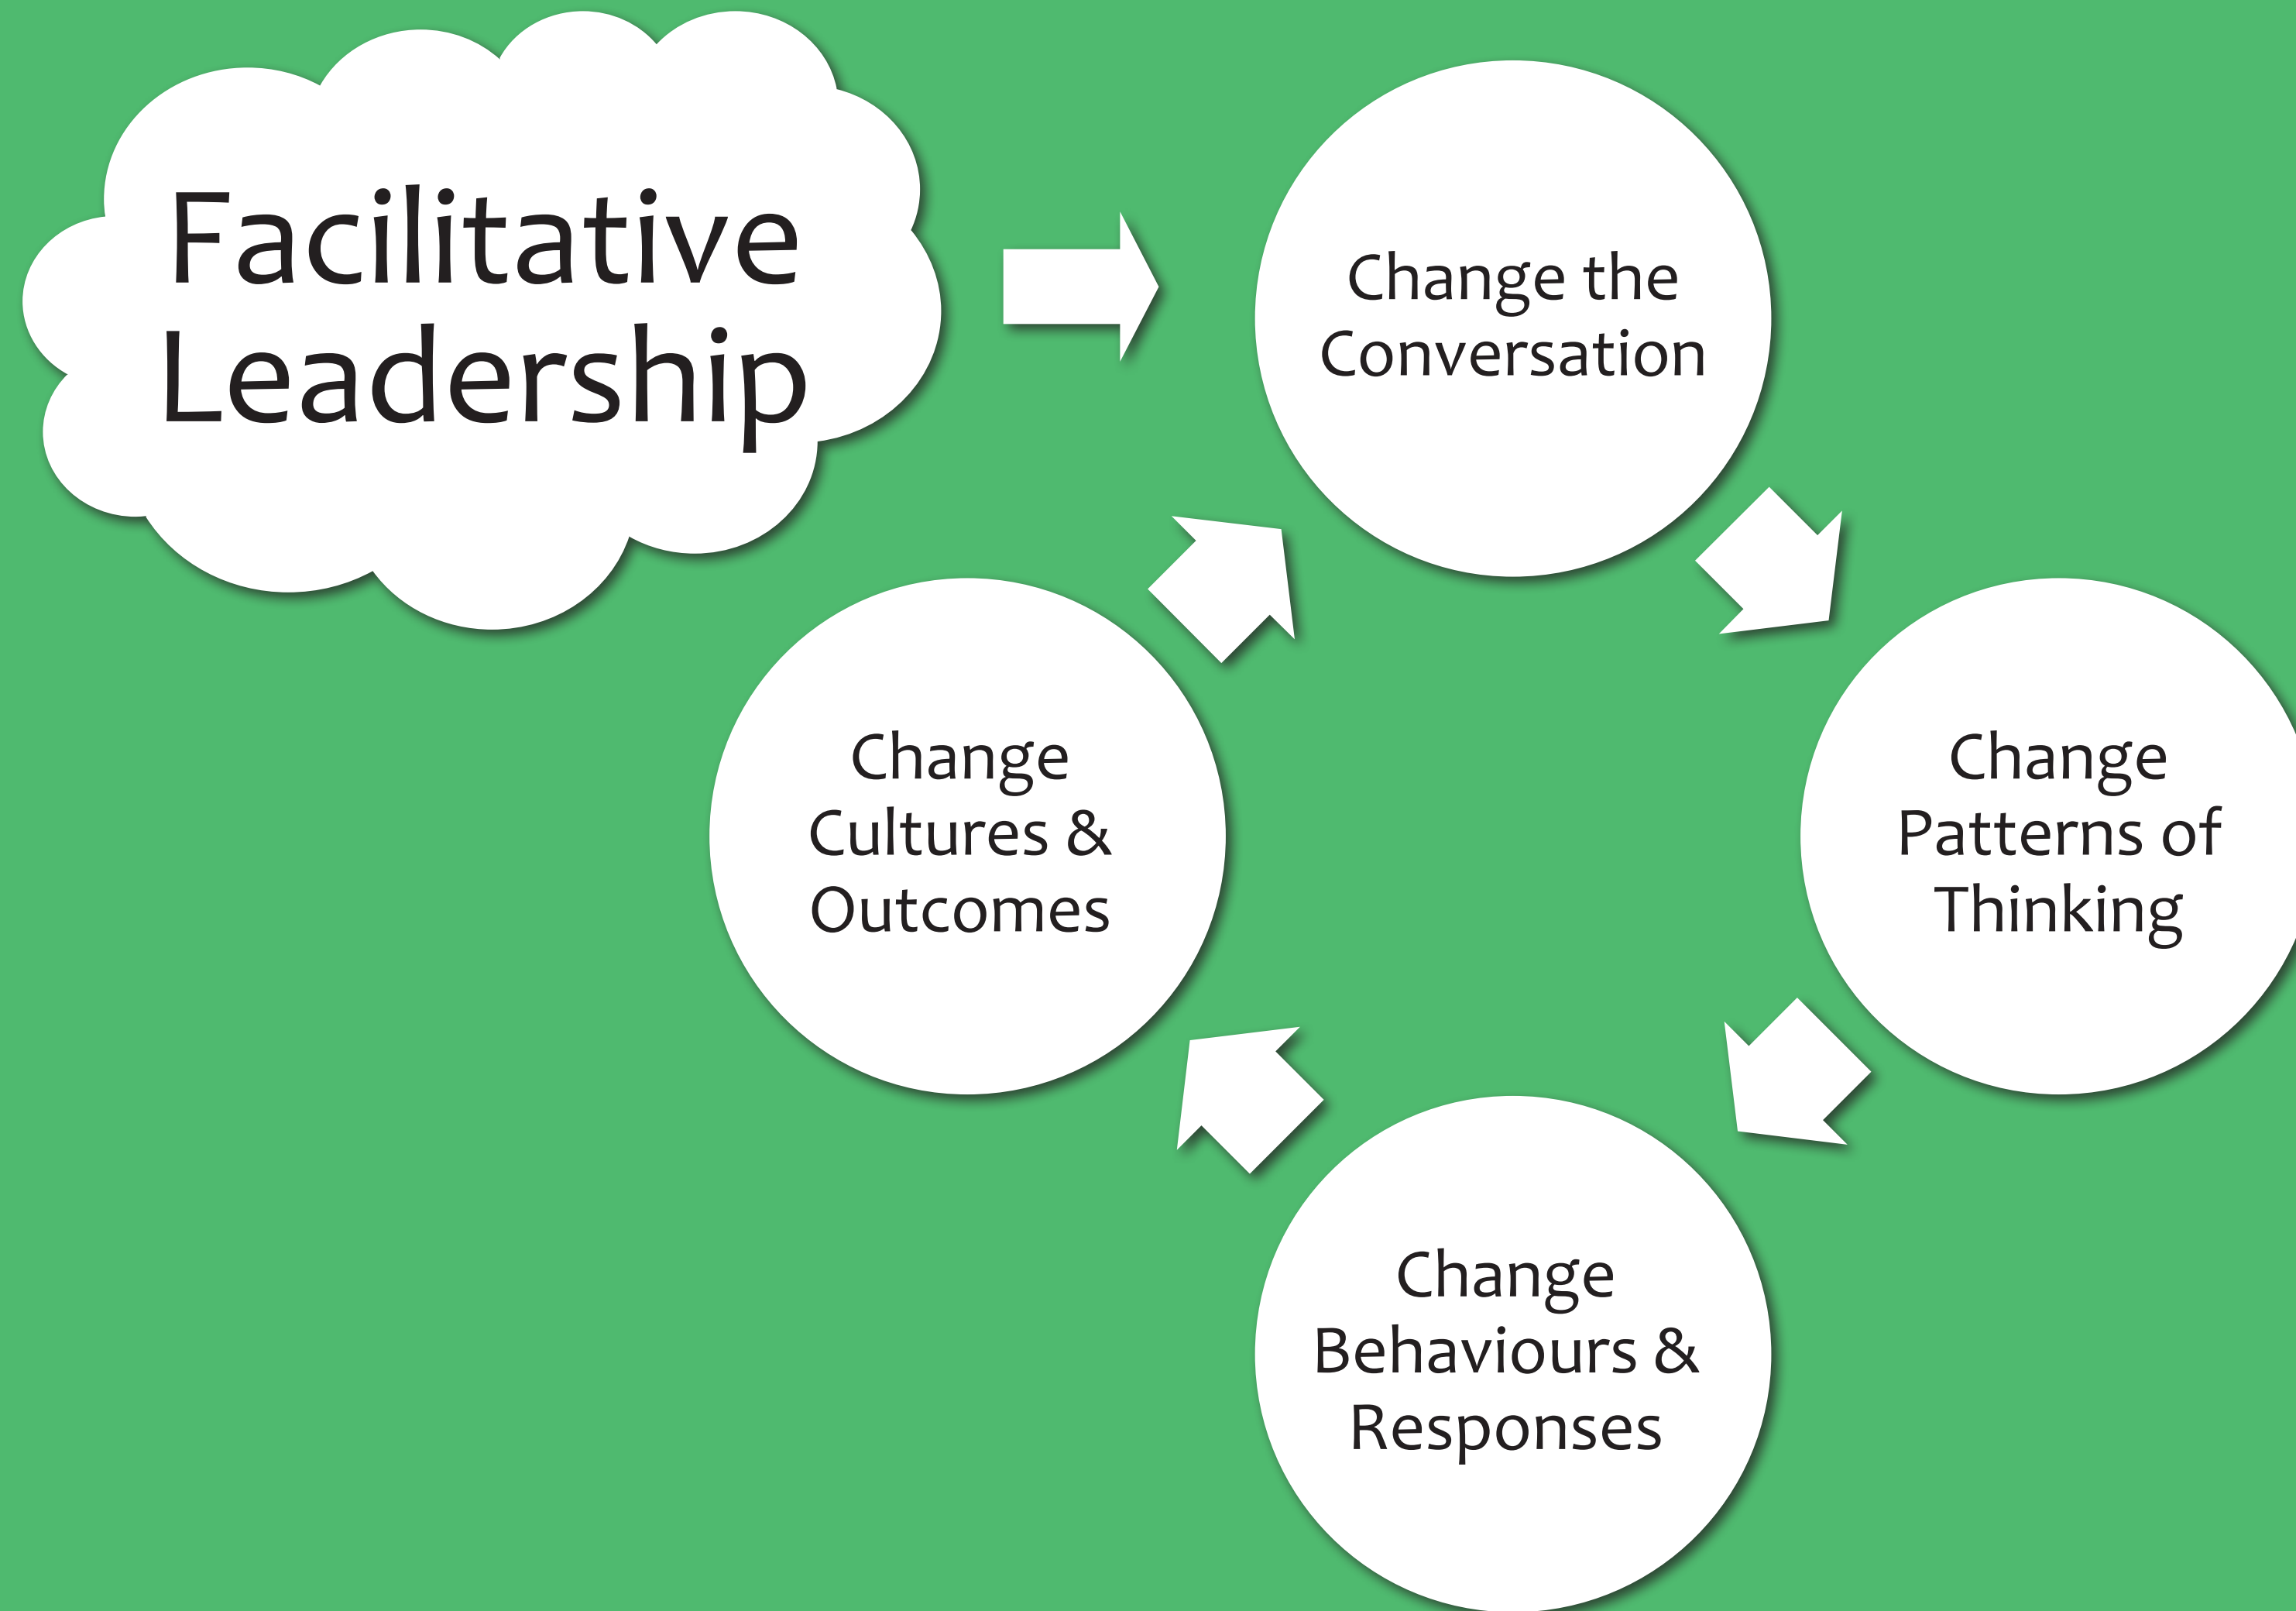 Facilitative
Leadership
Change the
Conversation
Change
Patterns of
Thinking
Change
Behaviours &
Responses
Change
Cultures &
Outcomes